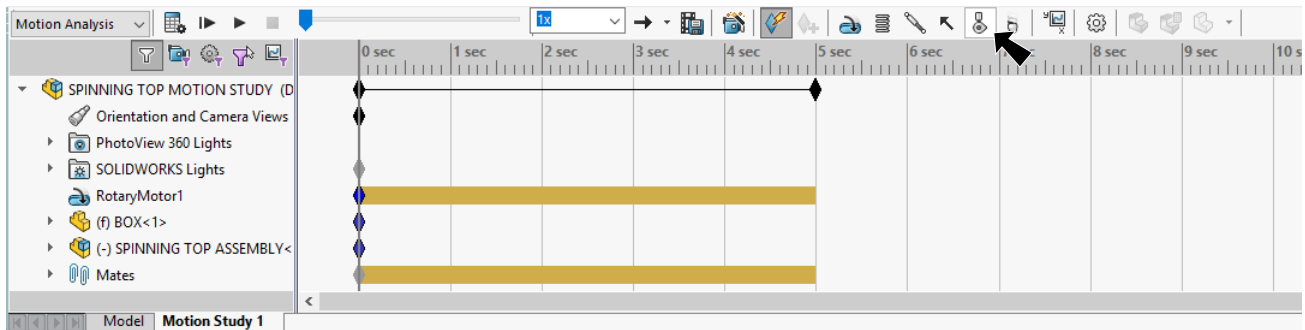 Motion Analysis 1x
0 sec 1 sec 2 sec 3 sec 4 sec 5 sec 6 sec 8 sec 9 sec 10 s
SPINNING TOP MOTION STUDY (D
Orientation and Camera Views
PhotoView 360 Lights
SOLIDWORKS Lights
RotaryMotor1
(f) BOX<1>
(-) SPINNING TOP ASSEMBLY<
Mates
Model Motion Study 1